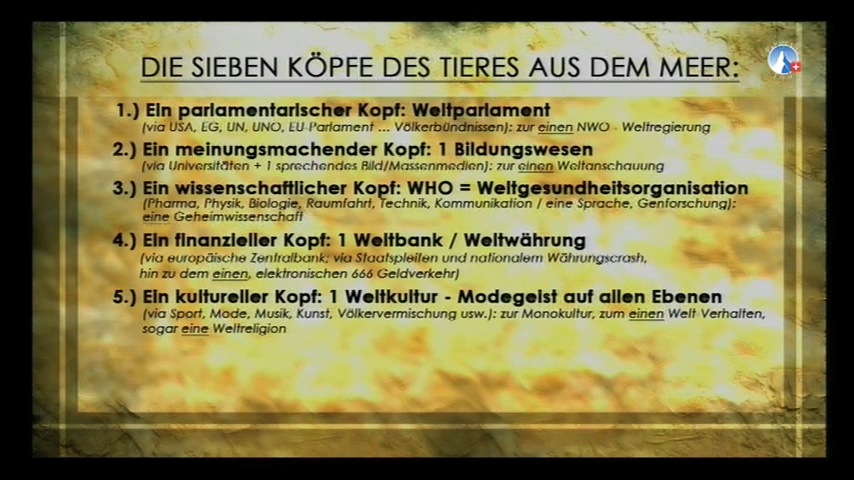 DIE SIEBEN KÖPFE DES TIERES AUS DEM MEER:
1.) Ein parlamentarischer Kopf: Weltparlament
(via USA, EG, UN, UNO, EU-Parlament ... Völkerbündnissen): zur einen NWO - Weltregierung
2.) Ein meinungsmachender Kopf: 1 Bildungswesen
(via Universitäten + 1 sprechendes Bild/Massenmedien): zur einen Weltanschauung
3.) Ein wissenschaftlicher Kopf: WHO = Weltgesundheitsorganisation
(Pharma, Physik, Biologie, Raumfahrt, Technik, Kommunikation / eine Sprache, Genforschung):
eine Geheimwissenschaft
4.) Ein finanzieller Kopf: 1 Weltbank / Weltwährung
(via europäische Zentralbank; via Staatspleiten und nationalem Währungscrash,
hin zu dem einen, elektronischen 666 Geldverkehr)
5.) Ein kultureller Kopf: 1 Weltkultur - Modegeist auf allen Ebenen
(via Sport, Mode, Musik, Kunst, Völkervermischung usw.): zur Monokultur, zum einen Welt-Verhalten,
sogar eine Weltreligion